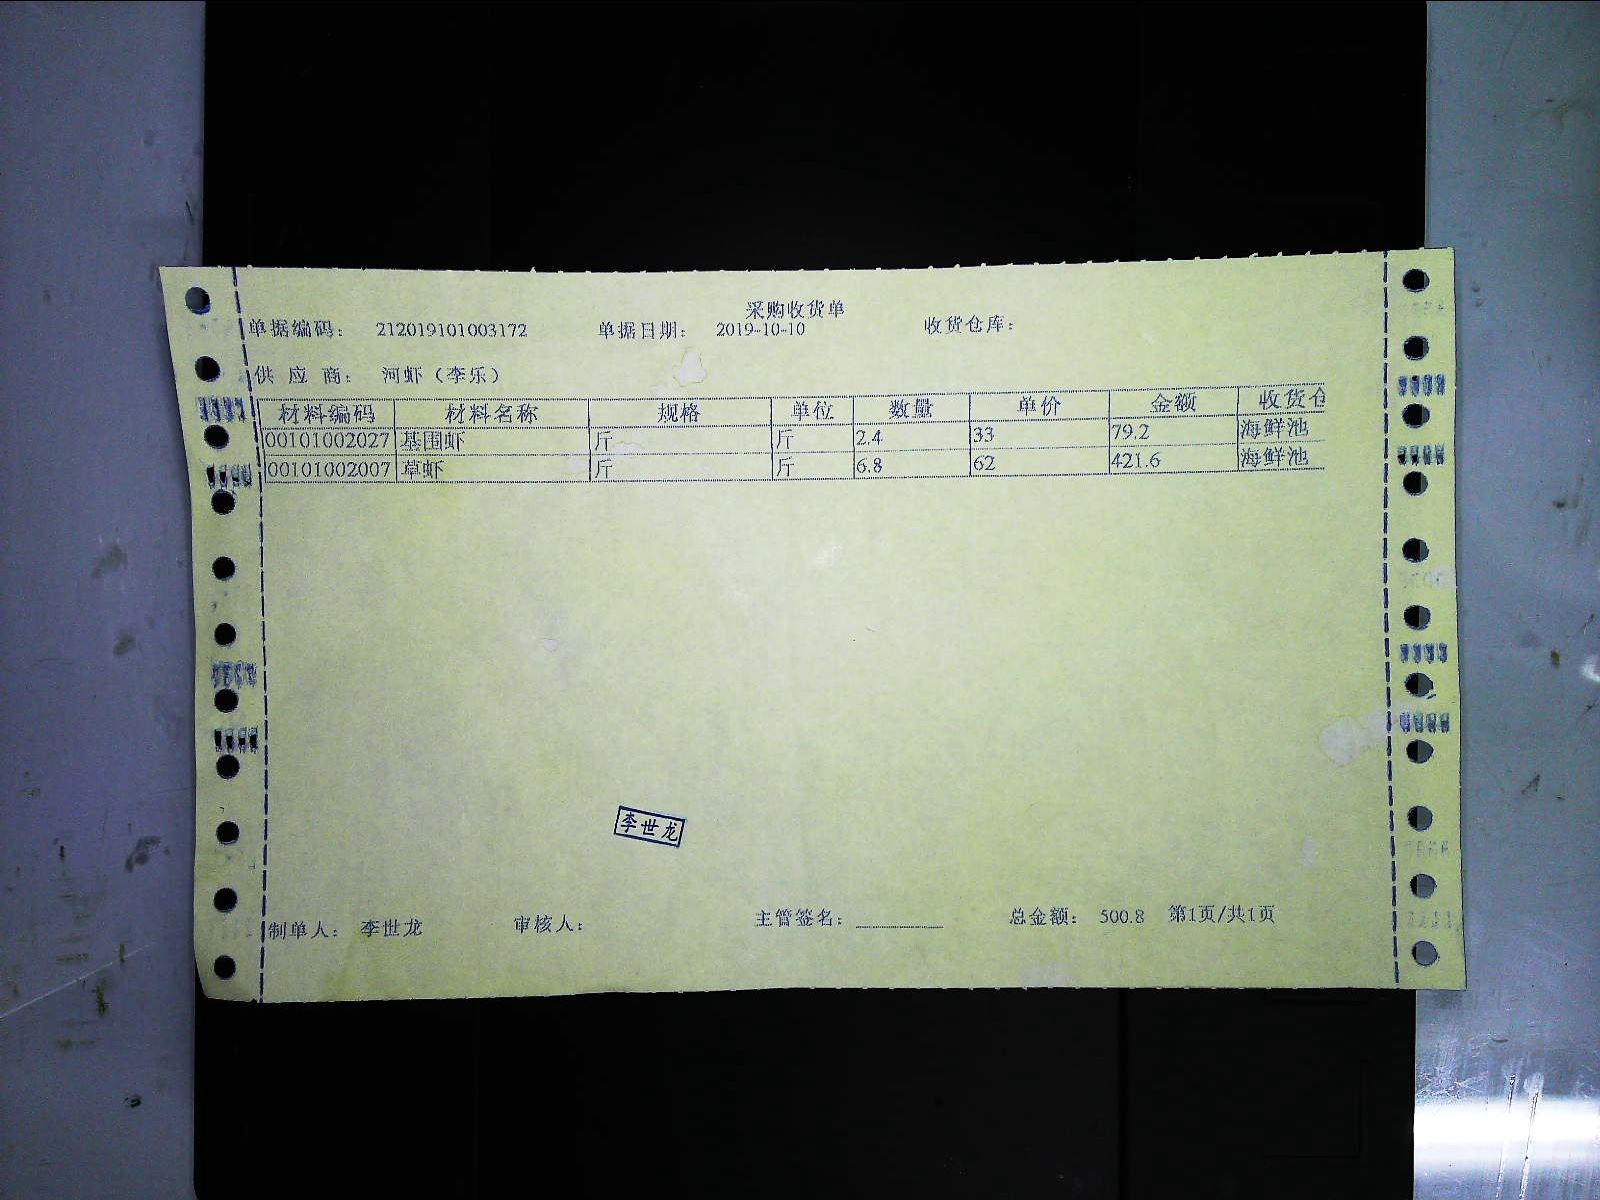 采购收货单
单据编码： 212019101003172 单据日期： 2019-10-10 收货仓库：
供 应 商： 河虾（李乐）
材料编码 材料名称 规格 单位 数量 单价 金额 收货仓
00101002027 基围虾 斤 斤 2.4 33 79.2 海鲜池
00101002007 草虾 斤 斤 6.8 62 421.6 海鲜池
李世龙
制单人： 李世龙 审核人： 主管签名： 总金额： 500.8 第1页/共1页